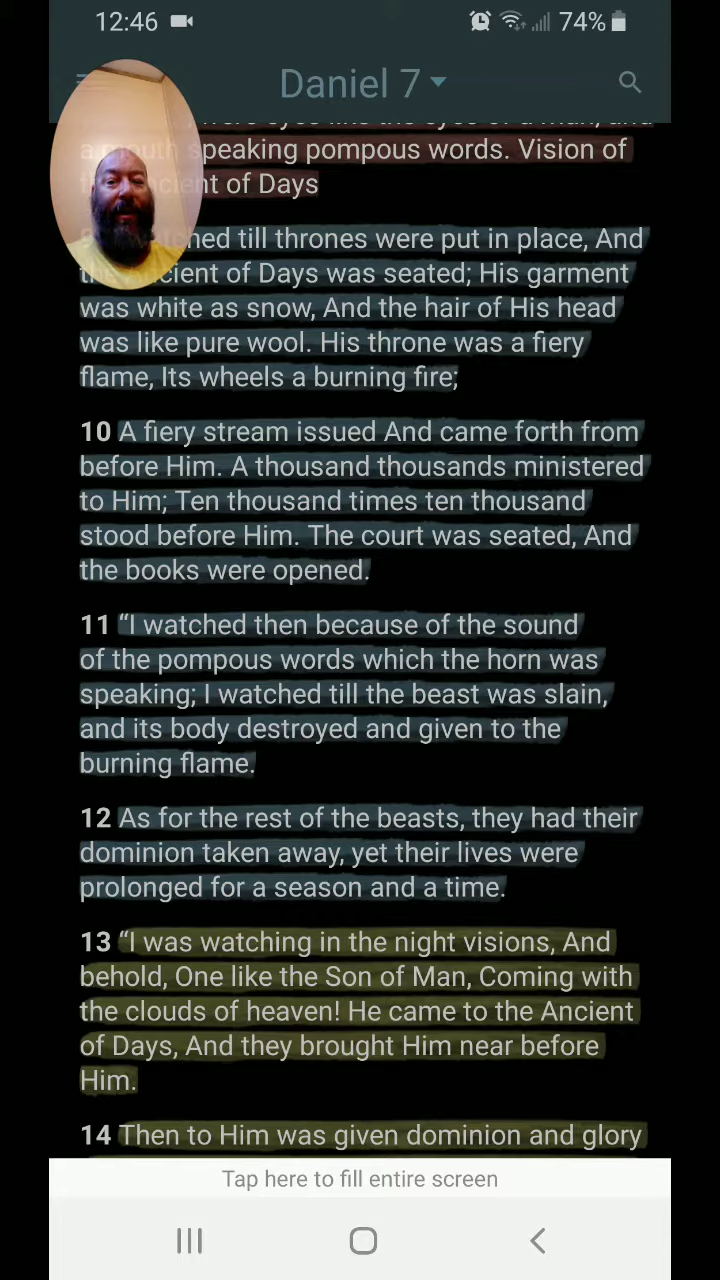 12:46 74%
Daniel 7
speaking pompous words. Vision of
of Days
till thrones were put in place, And
of Days was seated; His garment
was white as snow, And the hair of His head
was like pure wool. His throne was a fiery
flame, Its wheels a burning fire;
10 A fiery stream issued And came forth from
before Him. A thousand thousands ministered
to Him; Ten thousand times ten thousand
stood before Him. The court was seated, And
the books were opened.
11 “I watched then because of the sound
of the pompous words which the horn was
speaking; I watched till the beast was slain,
and its body destroyed and given to the
burning flame.
12 As for the rest of the beasts, they had their
dominion taken away, yet their lives were
prolonged for a season and a time.
13 “I was watching in the night visions, And
behold, One like the Son of Man, Coming with
the clouds of heaven! He came to the Ancient
of Days, And they brought Him near before
Him.
14 Then to Him was given dominion and glory
Tap here to fill entire screen